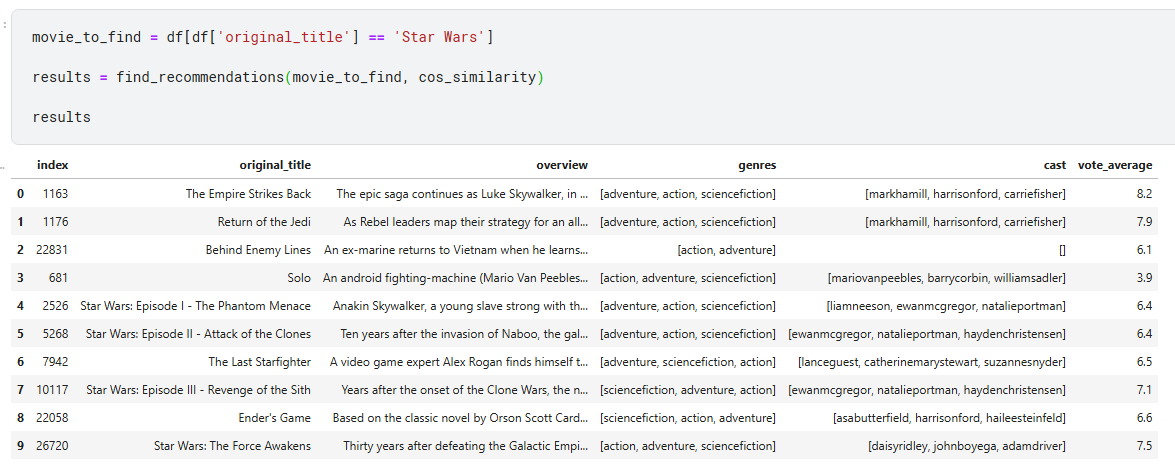 movie_to_find = df[df['original_title'] == 'Star Wars']
results = find_recommendations(movie_to_find, cos_similarity)
results
index original_title overview genres cast vote_average
0 1163 The Empire Strikes Back The epic saga continues as Luke Skywalker, in ... [adventure, action, sciencefiction] [markhamill, harrisonford, carriefisher] 8.2
1 1176 Return of the Jedi As Rebel leaders map their strategy for an all... [adventure, action, sciencefiction] [markhamill, harrisonford, carriefisher] 7.9
2 22831 Behind Enemy Lines An ex-marine returns to Vietnam when he learns... [action, adventure] [] 6.1
3 681 Solo An android fighting-machine (Mario Van Peebles... [action, adventure, sciencefiction] [mariovanpeebles, barrycorbin, williamsadler] 3.9
4 2526 Star Wars: Episode I - The Phantom Menace Anakin Skywalker, a young slave strong with th... [adventure, action, sciencefiction] [liamneeson, ewanmcgregor, natalieportman] 6.4
5 5268 Star Wars: Episode II - Attack of the Clones Ten years after the invasion of Naboo, the gal... [adventure, action, sciencefiction] [ewanmcgregor, natalieportman, haydenchristensen] 6.4
6 7942 The Last Starfighter A video game expert Alex Rogan finds himself t... [adventure, sciencefiction, action] [lanceguest, catherinemarystewart, suzannesnyder] 6.5
7 10117 Star Wars: Episode III - Revenge of the Sith Years after the onset of the Clone Wars, the n... [sciencefiction, adventure, action] [ewanmcgregor, natalieportman, haydenchristensen] 7.1
8 22058 Ender's Game Based on the classic novel by Orson Scott Card... [sciencefiction, action, adventure] [asabutterfield, harrisonford, haileesteinfeld] 6.6
9 26720 Star Wars: The Force Awakens Thirty years after defeating the Galactic Empi... [action, adventure, sciencefiction] [daisyridley, johnboyega, adamdriver] 7.5